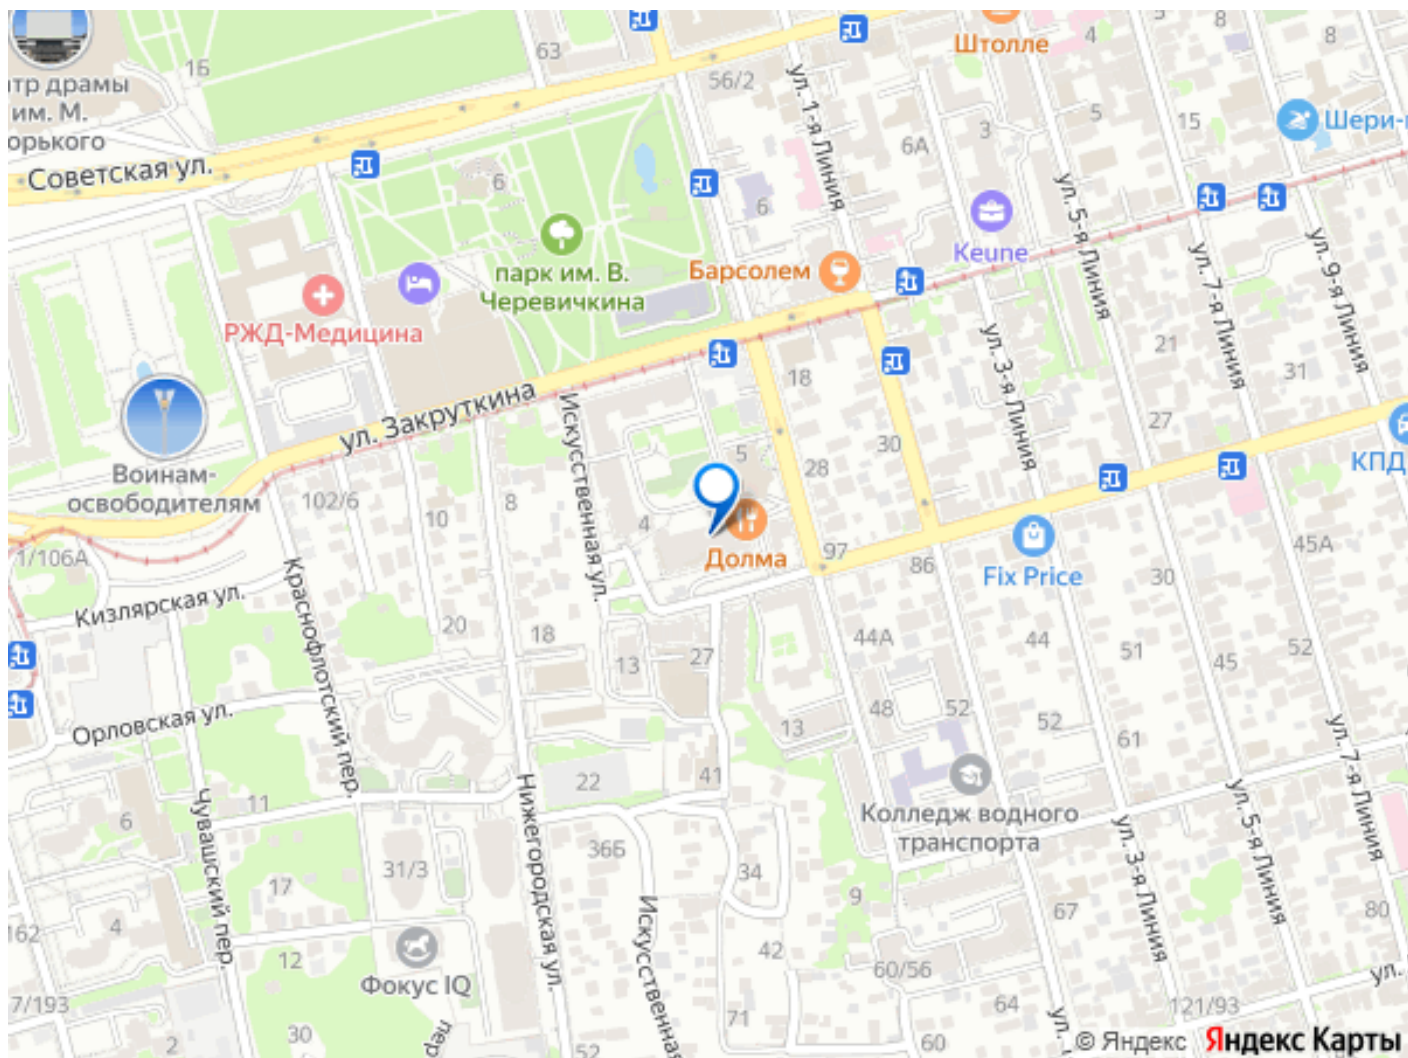 63
16
56/2
Штолле
4
8
8
тр драмы
им. М.
орького
ул. 1-я Линия
5
15
Шери-
3
6А
Советская ул.
6
6
ул. 5-я Линия
Keune
парк им. В.
Черевичкина
Барсолем
ул. 7-я Линия
ул. 9-я Линия
РЖД-Медицина
ул. 3-я Линия
21
31
18
ул. Закруткина
Искусственная ул.
27
30
5
28
КПД
Воинам-
освободителям
102/6
8
10
4
Долма
97
86
Fix Price
45А
30
1/106А
Кизлярская ул.
Краснофлотский пер.
20
18
13
27
44А
44
51
45
52
Орловская ул.
48
52
52
13
61
ул. 7-я Линия
22
41
Нижегородская ул.
Чувашский пер.
11
6
Колледж водного
транспорта
ул. 3-я Линия
ул. 5-я Линия
36Б
34
31/3
17
9
67
80
Искусственная
162
4
12
Фокус IQ
42
60/56
7/193
30
2
пер
52
71
60
64
121/93
ул.
ул.
© Яндекс
Яндекс Карты